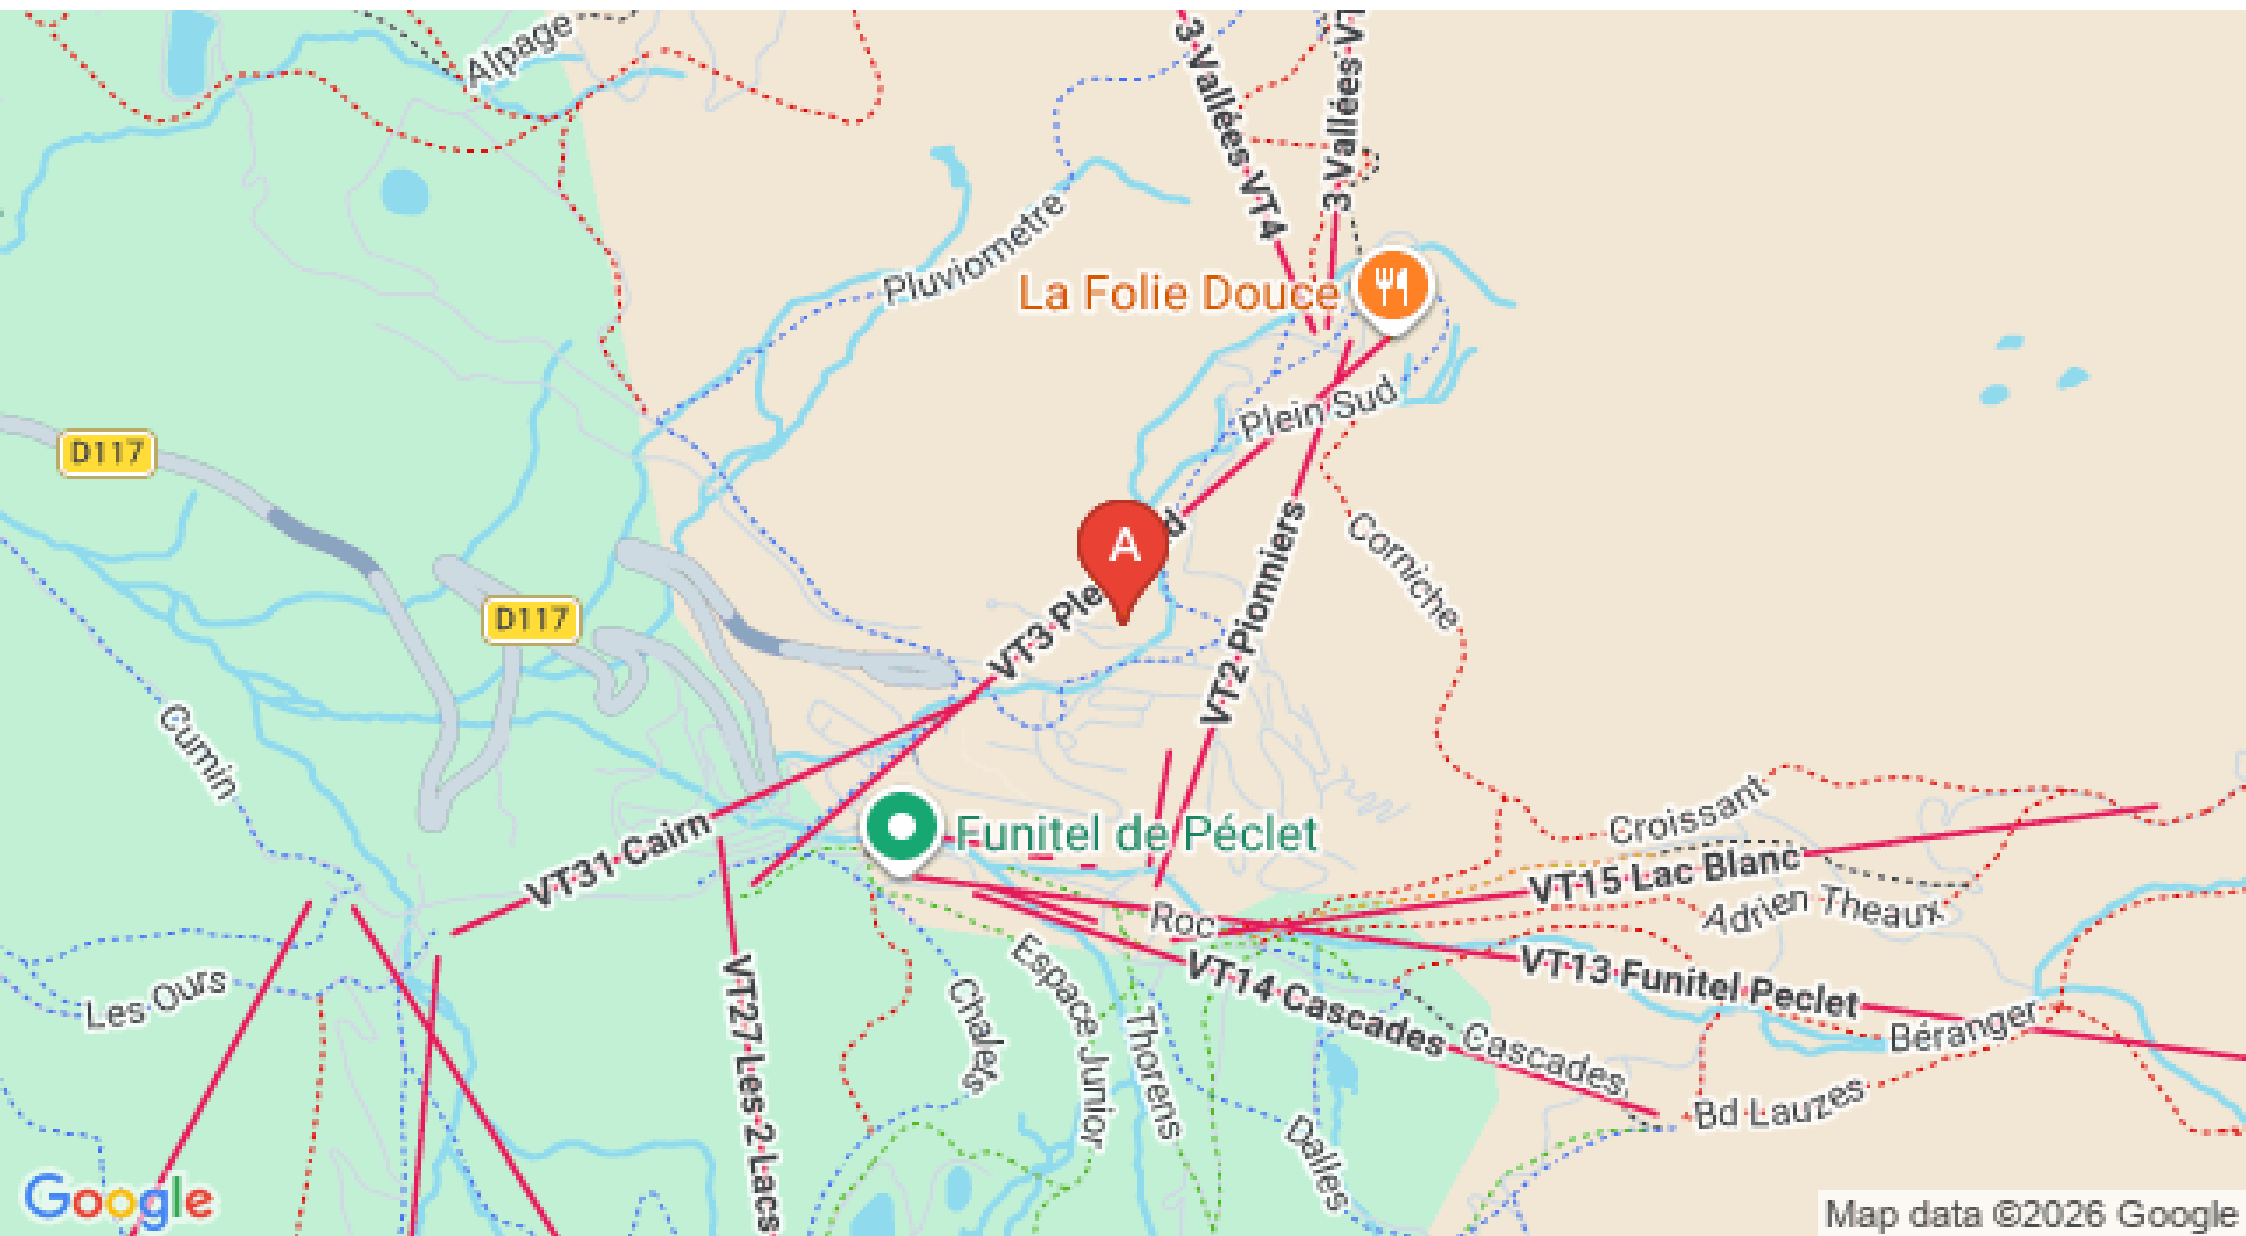 Alpage
3 Vallées VT4
3 Vallées VT
Pluviometre
La Folie Douce
Plein Sud
D117
A
d
Corniche
D117
VT3 Ple
VT2 Pionniers
Cumin
Croissant
Funitel de Péclet
VT31 Cairn
VT15 Lac Blanc
Adrien Theaux
Roc
VT13 Funitel Peclet
VT14 Cascades
Les Ours
Espace Junior
Chalets
Thorens
VT27 Les 2 Lacs
Cascades
Béranger
Bd Lauzes
Dalles
Google
Map data ©2026 Google